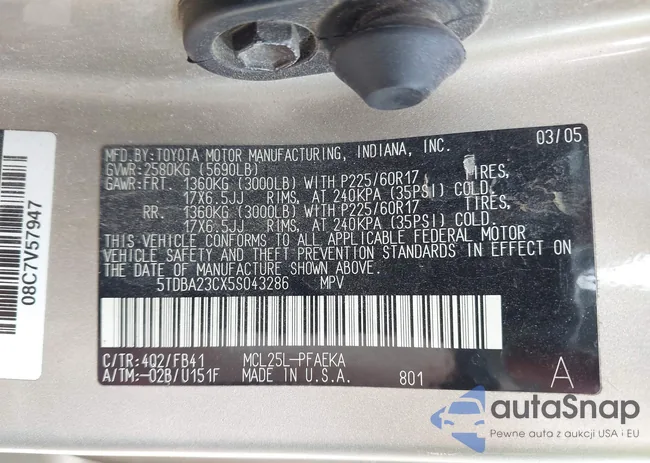 MFD.BY:TOYOTA MOTOR MANUFACTURING, INDIANA, INC. 03/05
GVWR:2580KG (5690LB)
GAWR:FRT. 1360KG (3000LB) WITH P225/60R17 TIRES,
17X6.5JJ RIMS, AT 240KPA (35PSI) COLD.
RR. 1360KG (3000LB) WITH P225/60R17 TIRES,
17X6.5JJ RIMS, AT 240KPA (35PSI) COLD.
THIS VEHICLE CONFORMS TO ALL APPLICABLE FEDERAL MOTOR
VEHICLE SAFETY AND THEFT PREVENTION STANDARDS IN EFFECT ON
THE DATE OF MANUFACTURE SHOWN ABOVE.
5TDBA23CX5S043286 MPV
C/TR:4Q2/FB41 MCL25L-PFAEKA
A/TM:-02B/U151F MADE IN U.S.A. 801 A
08C7V57947
autaSnap
Pewne auta z aukcji USA i EU